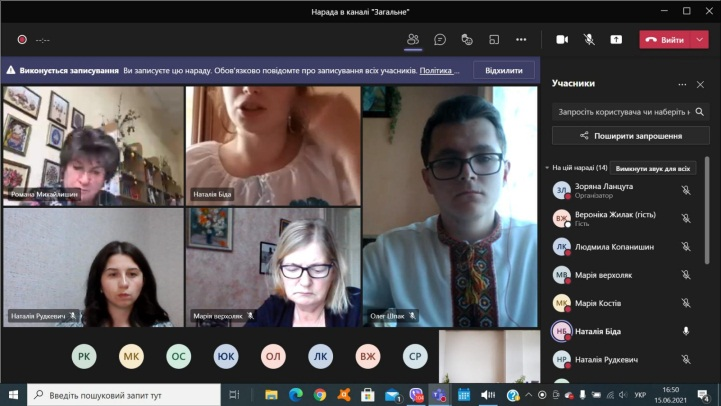 Нарада в каналі "Загальне"
--:--
Вийти
Виконується записування Ви записуєте цю нараду. Обов'язково повідомте про записування всіх учасників. Політика ...
Відхилити
Романа Михайлишин
Наталія Біда
Наталія Рудкевич
Марія верхоляк
Олег Шпак
РК
МК
ОС
ЮК
ОЛ
ЛК
ВЖ
СР
Учасники
Запросіть користувача чи наберіть н
Поширити запрошення
На цій нараді (14)
Вимкнути звук для всіх
ЗЛ
Зоряна Ланцута
Організатор
ВЖ
Вероніка Жилак (гість)
Гість
ЛК
Людмила Копанишин
МВ
Марія верхоляк
МК
Марія Костів
НБ
Наталія Біда
НР
Наталія Рудкевич
Введіть пошуковий запит тут
УКР
16:50
15.06.2021